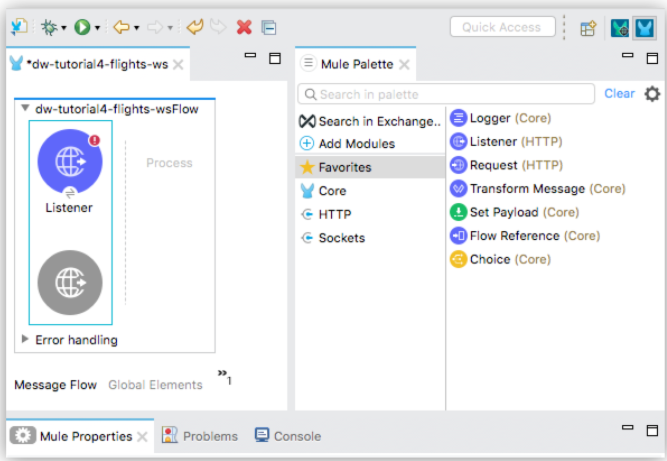 Quick Access
*dw-tutorial4-flights-ws
Mule Palette
Search in palette
Clear
dw-tutorial4-flights-wsFlow
Process
Listener
Error handling
Message Flow
Global Elements
»1
Search in Exchange..
Add Modules
Favorites
Core
HTTP
Sockets
Logger (Core)
Listener (HTTP)
Request (HTTP)
Transform Message (Core)
Set Payload (Core)
Flow Reference (Core)
Choice (Core)
Mule Properties
Problems
Console